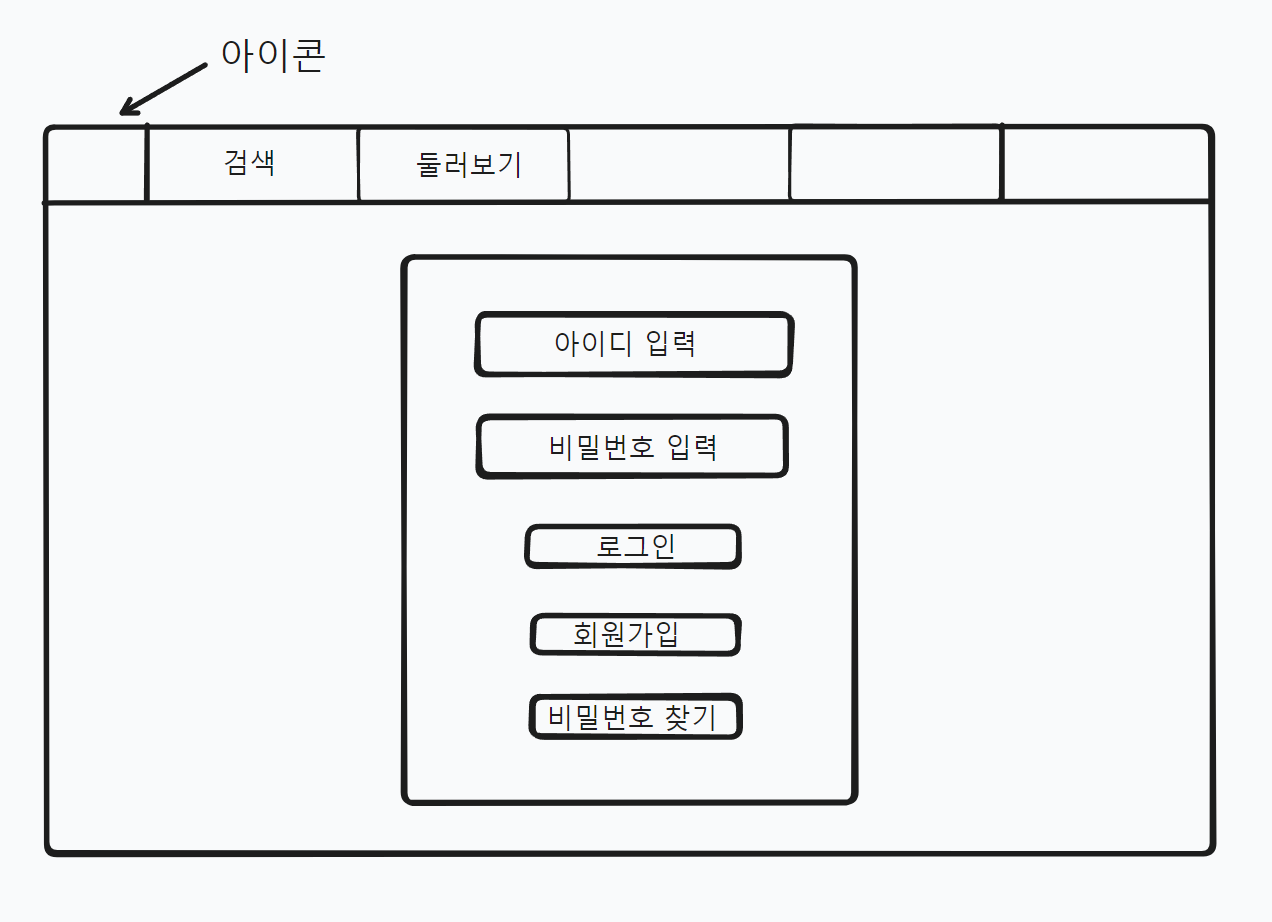 아이콘
검색
둘러보기
아이디 입력
비밀번호 입력
로그인
회원가입
비밀번호 찾기